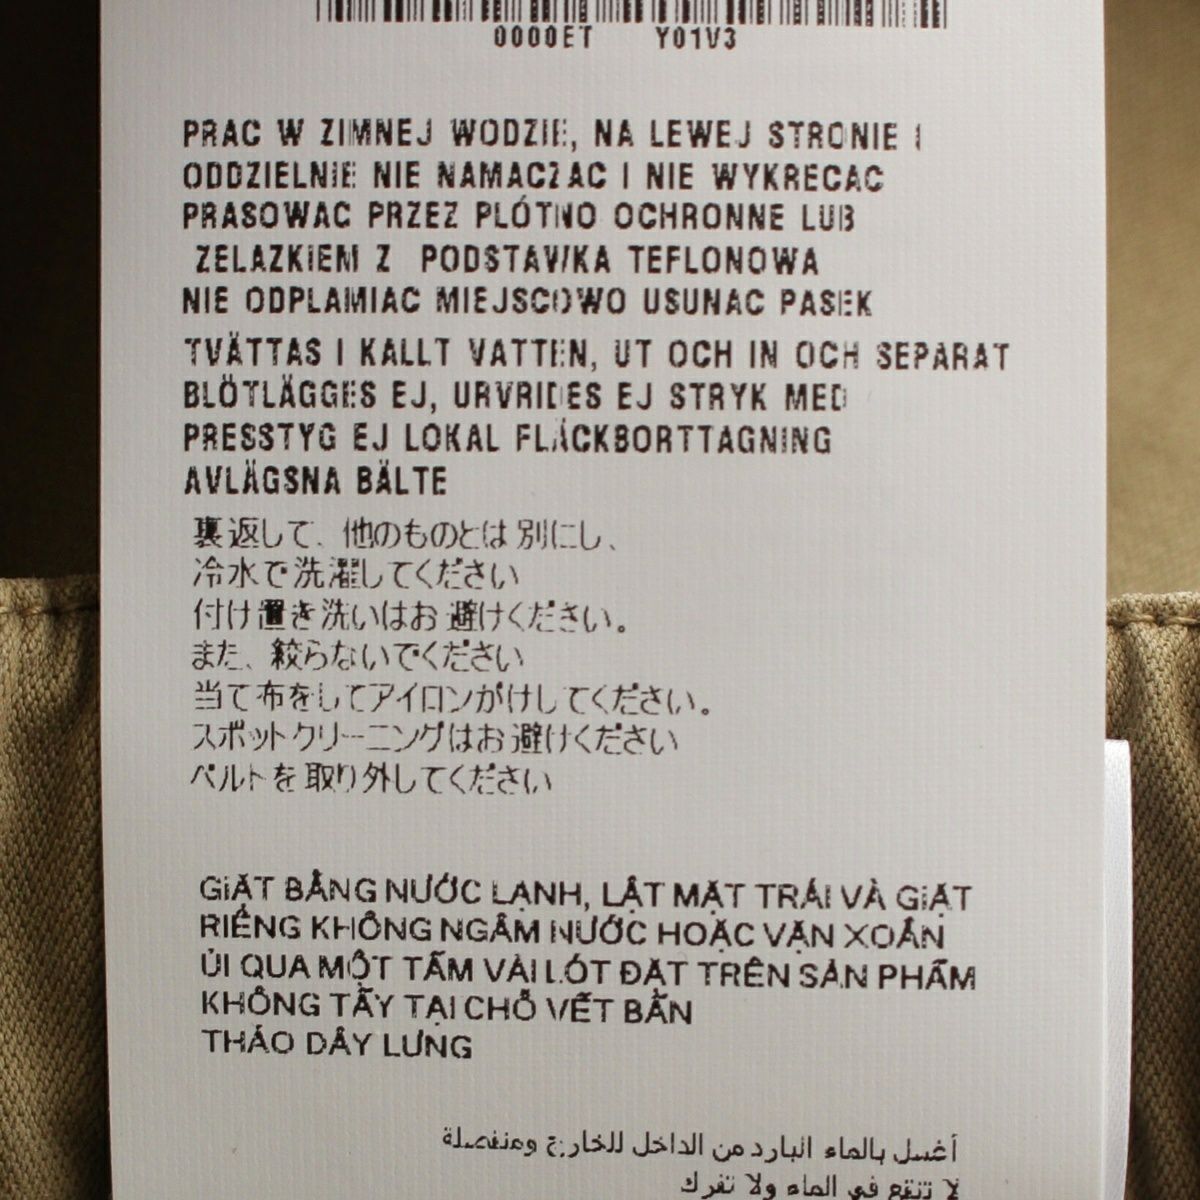 0000ET Y01V3
PRAC W ZIMNEJ WODZIE, NA LEWEJ STRONIE I
ODDZIELNIE NIE NAMACZAC I NIE WYKRECAC
PRASOWAC PRZEZ PLÓTNO OCHRONNE LUB
ZELAZKIEM Z PODSTAWKA TEFLONOWA
NIE ODPLAMIAC MIEJSCOWO USUNAC PASEK
TVÄTTAS I KALLT VATTEN, UT OCH IN OCH SEPARAT
BLÖTLÄGGES EJ, URVRIDES EJ STRYK MED
PRESSTYG EJ LOKAL FLÄCKBORTTAGNING
AVLÄGSNA BÄLTE
裏返して、他のものとは別にし、
冷水で洗濯してください
付け置き洗いはお避けください。
また、絞らないでください
当て布をしてアイロンがけしてください。
スポットクリーニングはお避けください
ベルトを取り外してください
GIẶT BẰNG NƯỚC LẠNH, LẬT MẶT TRÁI VÀ GIẶT
RIÊNG KHÔNG NGÂM NƯỚC HOẶC VẶN XOẮN
ỦI QUA MỘT TẤM VẢI LÓT ĐẶT TRÊN SẢN PHẨM
KHÔNG TẨY TẠI CHỖ VẾT BẨN
THÁO DÂY LƯNG
أغسل بالماء البارد من الداخل للخارج ومنفصلة
لا تنقع في الماء ولا تفرك